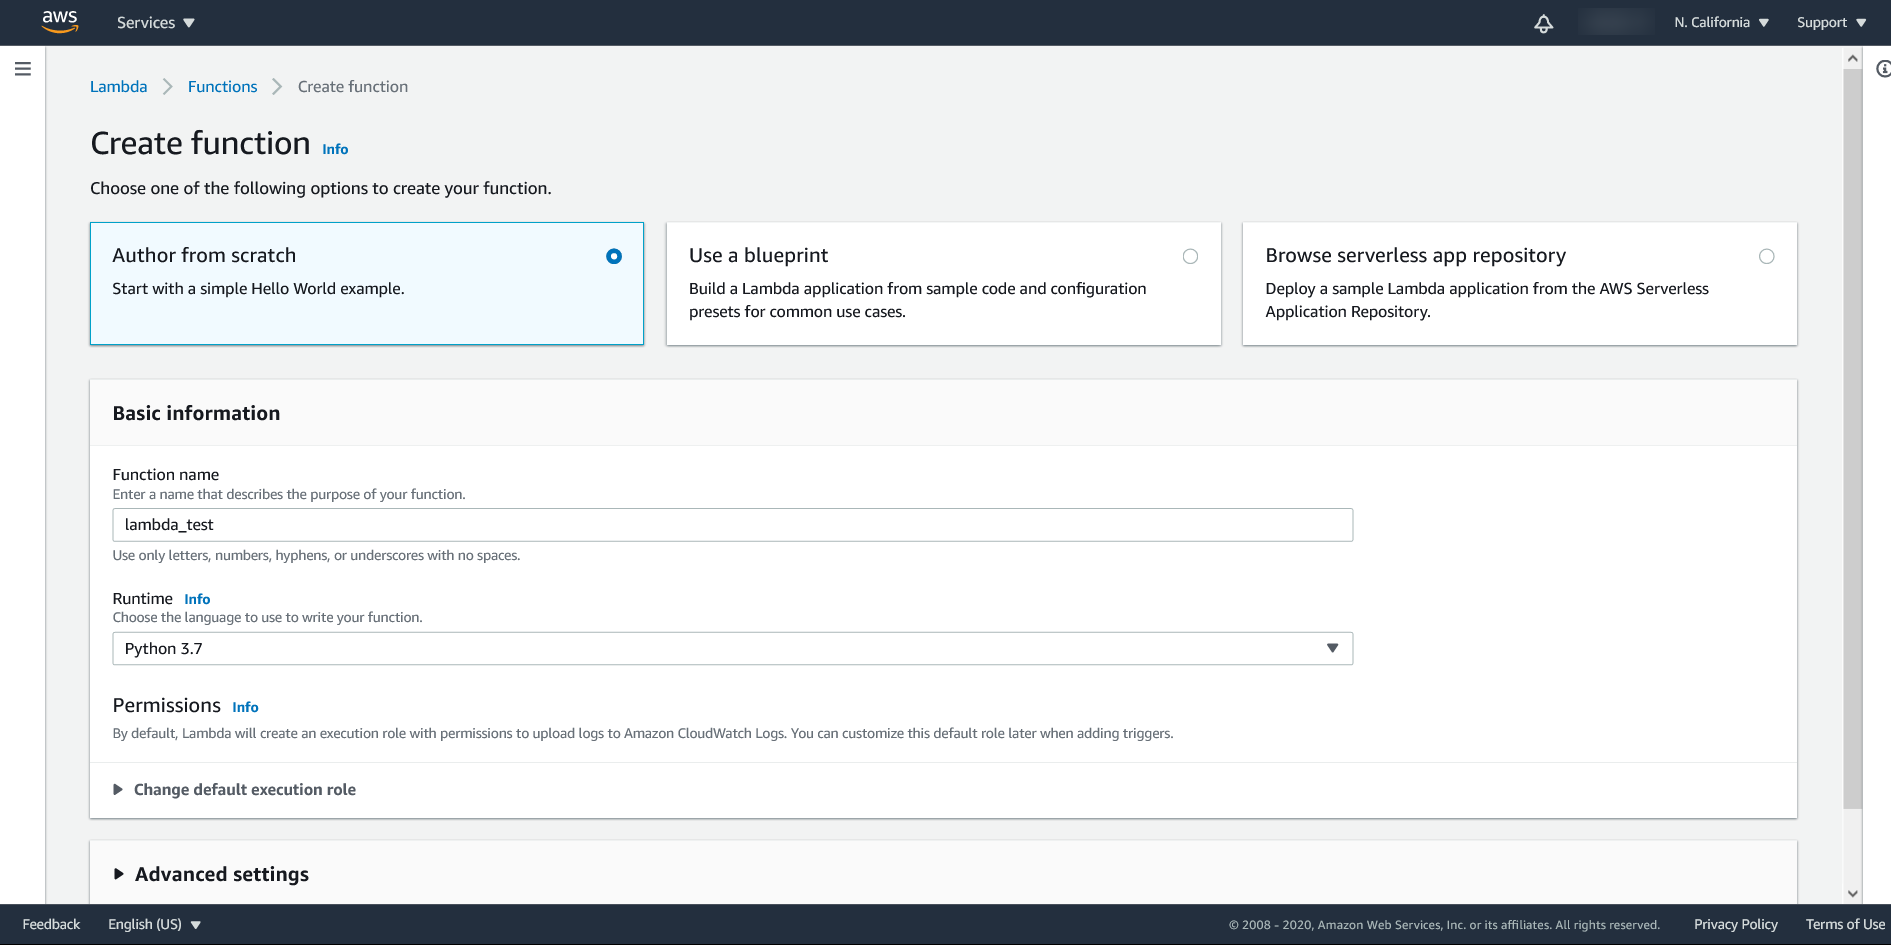 aws Services N. California Support
Lambda Functions Create function
Create function Info
Choose one of the following options to create your function.
Author from scratch
Start with a simple Hello World example.
Use a blueprint
Build a Lambda application from sample code and configuration
presets for common use cases.
Browse serverless app repository
Deploy a sample Lambda application from the AWS Serverless
Application Repository.
Basic information
Function name
Enter a name that describes the purpose of your function.
lambda_test
Use only letters, numbers, hyphens, or underscores with no spaces.
Runtime Info
Choose the language to use to write your function.
Python 3.7
Permissions Info
By default, Lambda will create an execution role with permissions to upload logs to Amazon CloudWatch Logs. You can customize this default role later when adding triggers.
Change default execution role
Advanced settings
Feedback English (US) © 2008 - 2020, Amazon Web Services, Inc. or its affiliates. All rights reserved. Privacy Policy Terms of Use